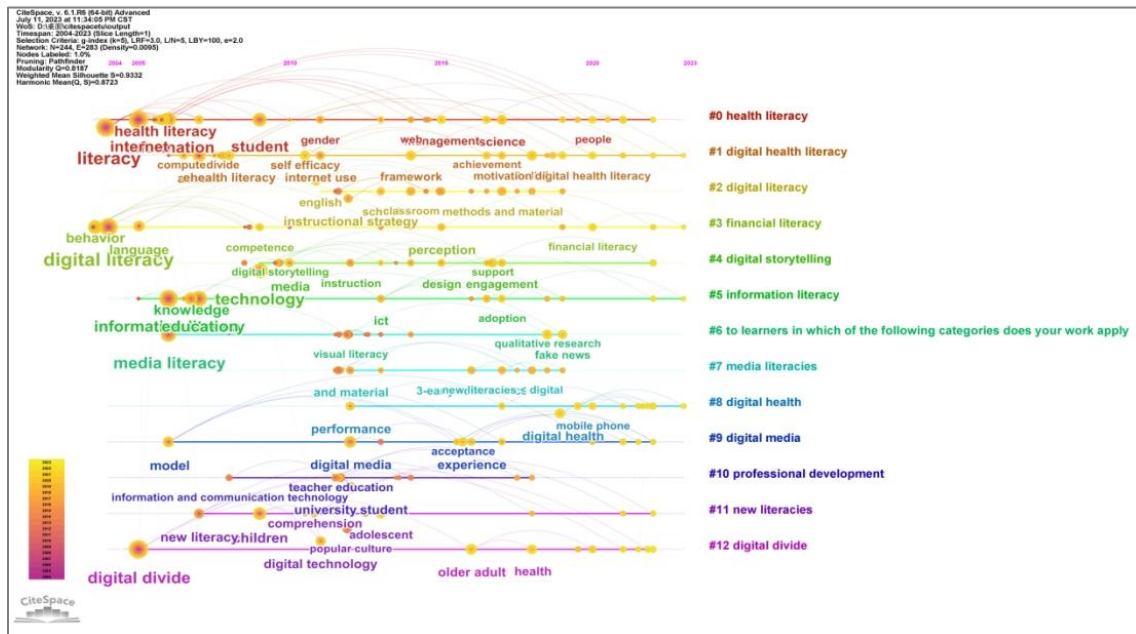 CiteSpace, v. 6.1.R6 (64-bit) Advanced
July 11, 2023 at 11:34:05 PM CST
WoS: D:\桌面\citespacets\output
Timespan: 2004-2023 (Slice Length=1)
Selection Criteria: g-index (k=5), LRF=3.0, L/N=5, LBY=100, e=2.0
Network: N=244, E=283 (Density=0.0095)
Nodes Labeled: 1.0%
Pruning: Pathfinder
Modularity Q=0.8187
Weighted Mean Silhouette S=0.9332
Harmonic Mean(Q, S)=0.8723
2004 2005 2010 2015 2020 2023
#0 health literacy
health literacy
literacy
internet
student
gender
web
science
people
#1 digital health literacy
ehealth literacy
self efficacy
internet use
framework
achievement
motivation
digital health literacy
#2 digital literacy
english
classroom
methods and material
instructional strategy
#3 financial literacy
behavior
language
digital literacy
competence
perception
financial literacy
#4 digital storytelling
digital storytelling
media
instruction
support
design
engagement
#5 information literacy
technology
knowledge
education
ict
adoption
#6 to learners in which of the following categories does your work apply
media literacy
visual literacy
qualitative research
fake news
#7 media literacies
and material
new literacies
digital
#8 digital health
performance
mobile phone
digital health
#9 digital media
model
digital media
acceptance
experience
#10 professional development
teacher education
information and communication technology
university student
#11 new literacies
comprehension
new literacy
children
adolescent
popular culture
digital technology
#12 digital divide
digital divide
older adult
health
CiteSpace